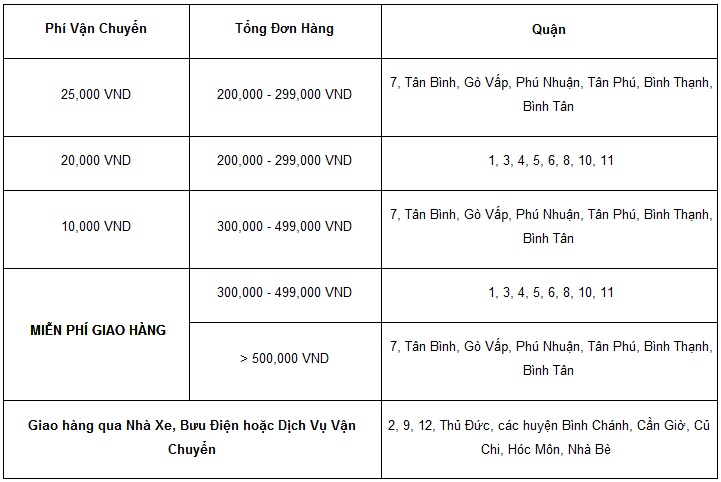 Phí Vận Chuyển
Tổng Đơn Hàng
Quận
25,000 VND
200,000 - 299,000 VND
7, Tân Bình, Gò Vấp, Phú Nhuận, Tân Phú, Bình Thạnh,
Bình Tân
20,000 VND
200,000 - 299,000 VND
1, 3, 4, 5, 6, 8, 10, 11
10,000 VND
300,000 - 499,000 VND
7, Tân Bình, Gò Vấp, Phú Nhuận, Tân Phú, Bình Thạnh,
Bình Tân
MIỄN PHÍ GIAO HÀNG
300,000 - 499,000 VND
1, 3, 4, 5, 6, 8, 10, 11
> 500,000 VND
7, Tân Bình, Gò Vấp, Phú Nhuận, Tân Phú, Bình Thạnh,
Bình Tân
Giao hàng qua Nhà Xe, Bưu Điện hoặc Dịch Vụ Vận
Chuyển
2, 9, 12, Thủ Đức, các huyện Bình Chánh, Cần Giờ, Củ
Chi, Hóc Môn, Nhà Bè